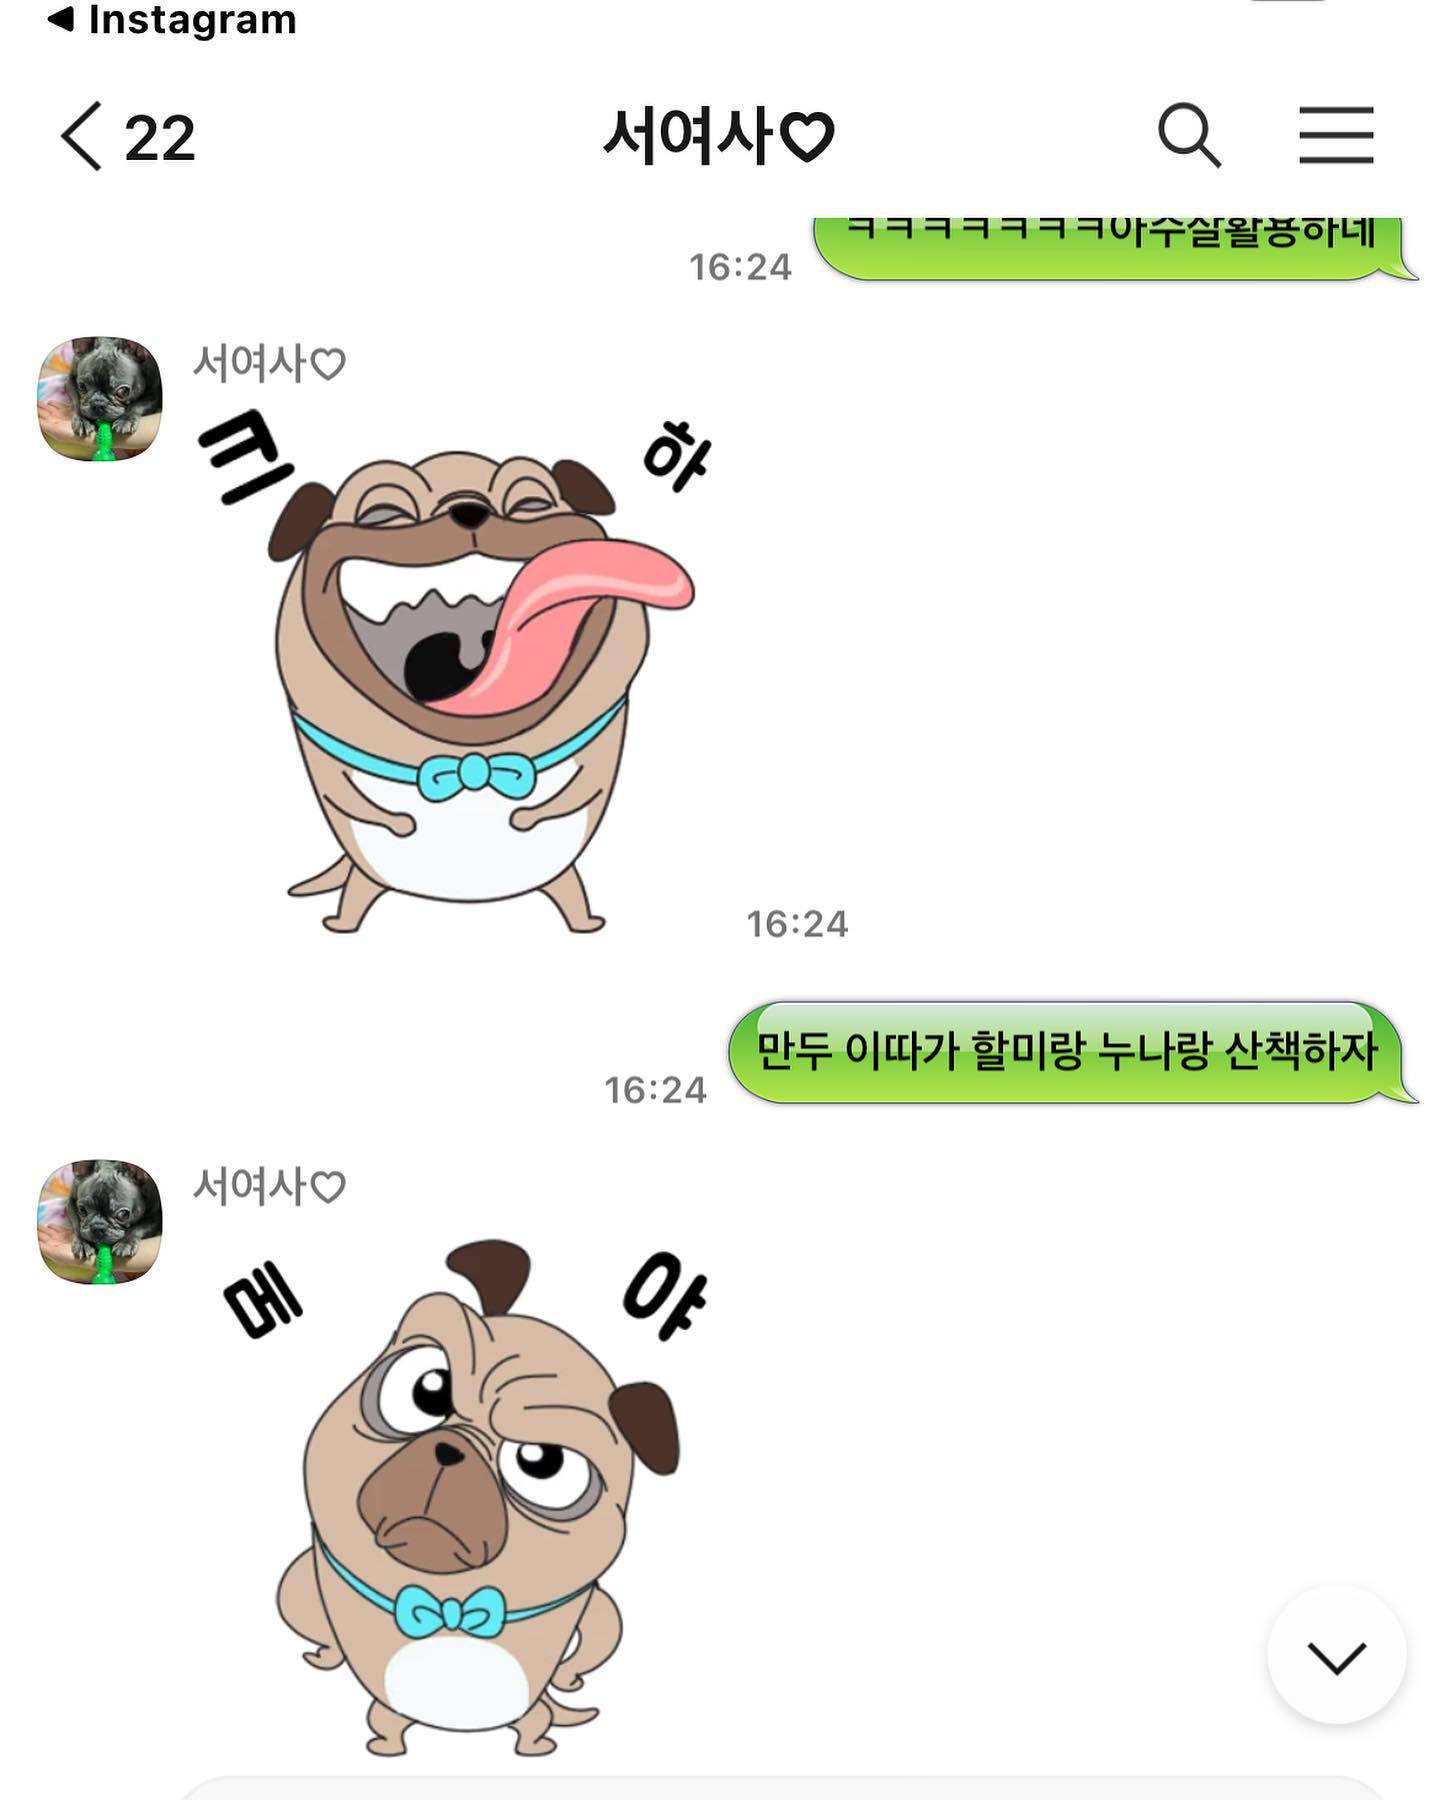 ◀ Instagram
22
서여사♡
ㅋㅋㅋㅋㅋㅋㅋ아주잘활용하네
16:24
서여사♡
ㅠㅣ 하
16:24
만두 이따가 할미랑 누나랑 산책하자
16:24
서여사♡
메 야